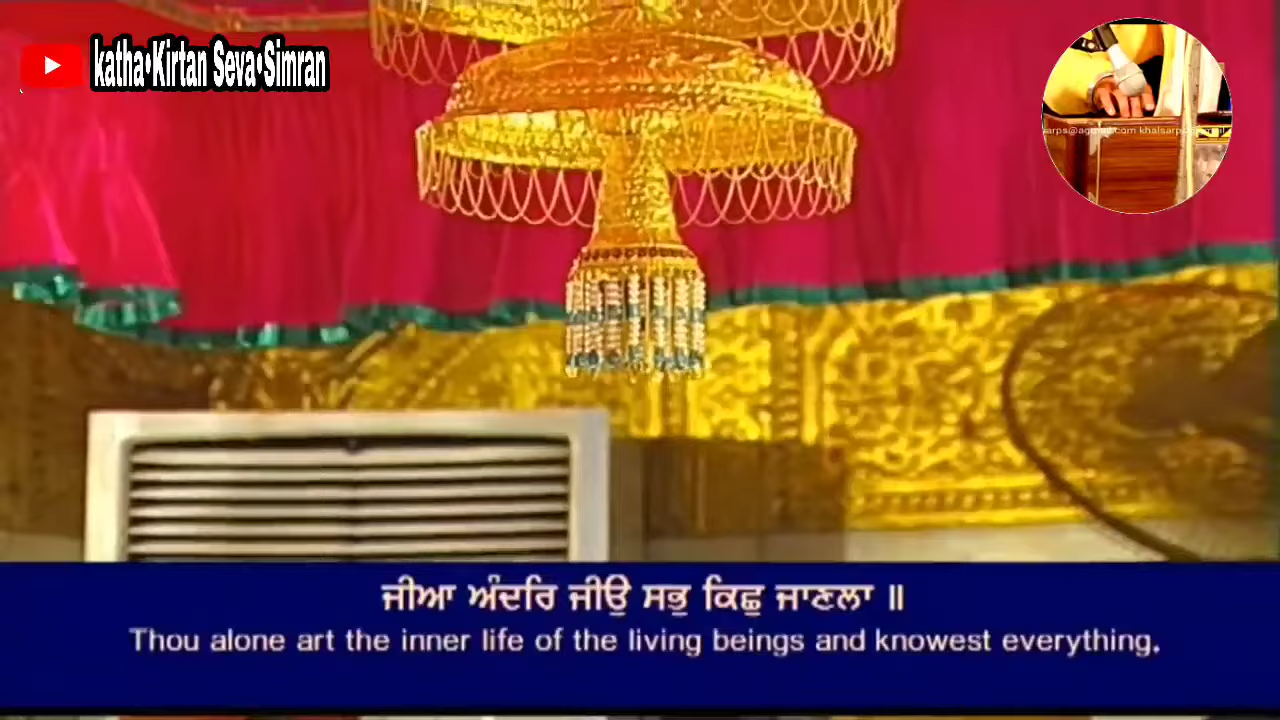 katha•Kirtan Seva•Simran
ਜੀਆ ਅੰਦਰਿ ਜੀਉ ਸਭੁ ਕਿਛੁ ਜਾਣਲਾ ॥
Thou alone art the inner life of the living beings and knowest everything.